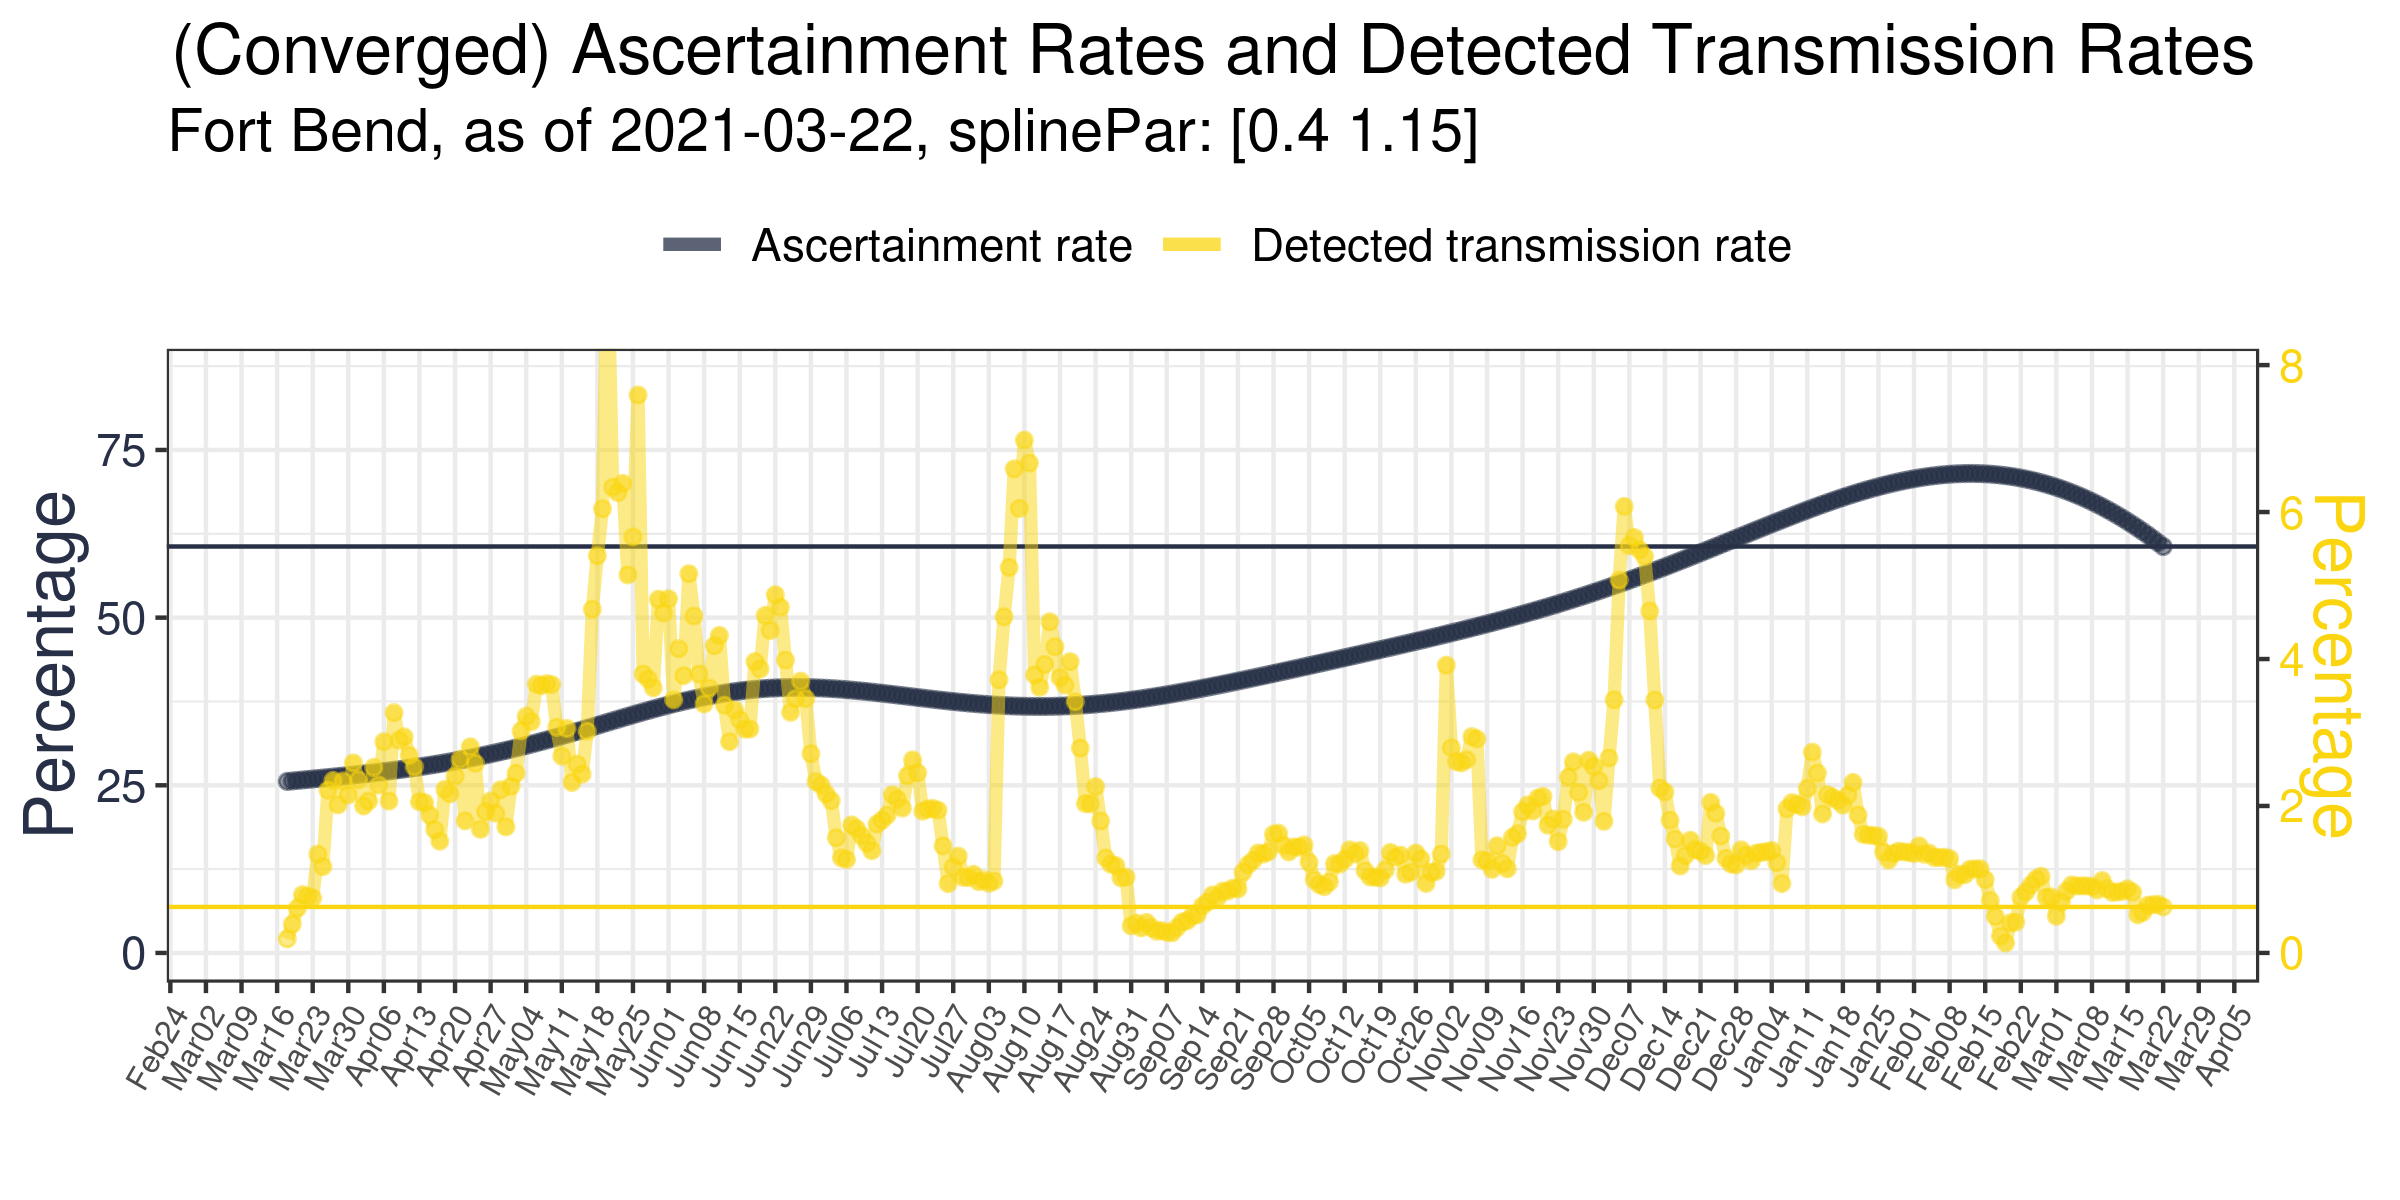 (Converged) Ascertainment Rates and Detected Transmission Rates
Fort Bend, as of 2021-03-22, splinePar: [0.4 1.15]
Ascertainment rate
Detected transmission rate
Percentage
75
50
25
0
8
6
4
2
0
Percentage
Feb24
Mar02
Mar09
Mar16
Mar23
Mar30
Apr06
Apr13
Apr20
Apr27
May04
May11
May18
May25
Jun01
Jun08
Jun15
Jun22
Jun29
Jul06
Jul13
Jul20
Jul27
Aug03
Aug10
Aug17
Aug24
Aug31
Sep07
Sep14
Sep21
Sep28
Oct05
Oct12
Oct19
Oct26
Nov02
Nov09
Nov16
Nov23
Nov30
Dec07
Dec14
Dec21
Dec28
Jan04
Jan11
Jan18
Jan25
Feb01
Feb08
Feb15
Feb22
Mar01
Mar08
Mar15
Mar22
Mar29
Apr05